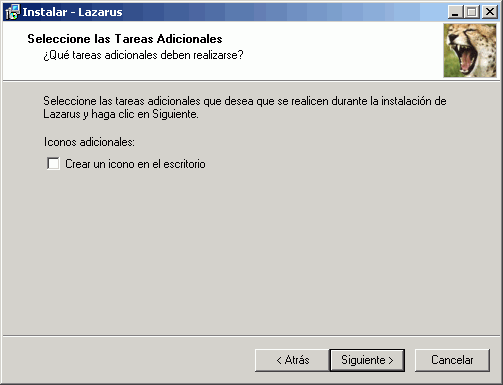 Instalar - Lazarus
Seleccione las Tareas Adicionales
¿Qué tareas adicionales deben realizarse?
Seleccione las tareas adicionales que desea que se realicen durante la instalación de
Lazarus y haga clic en Siguiente.
Iconos adicionales:
Crear un icono en el escritorio
< Atrás
Siguiente >
Cancelar